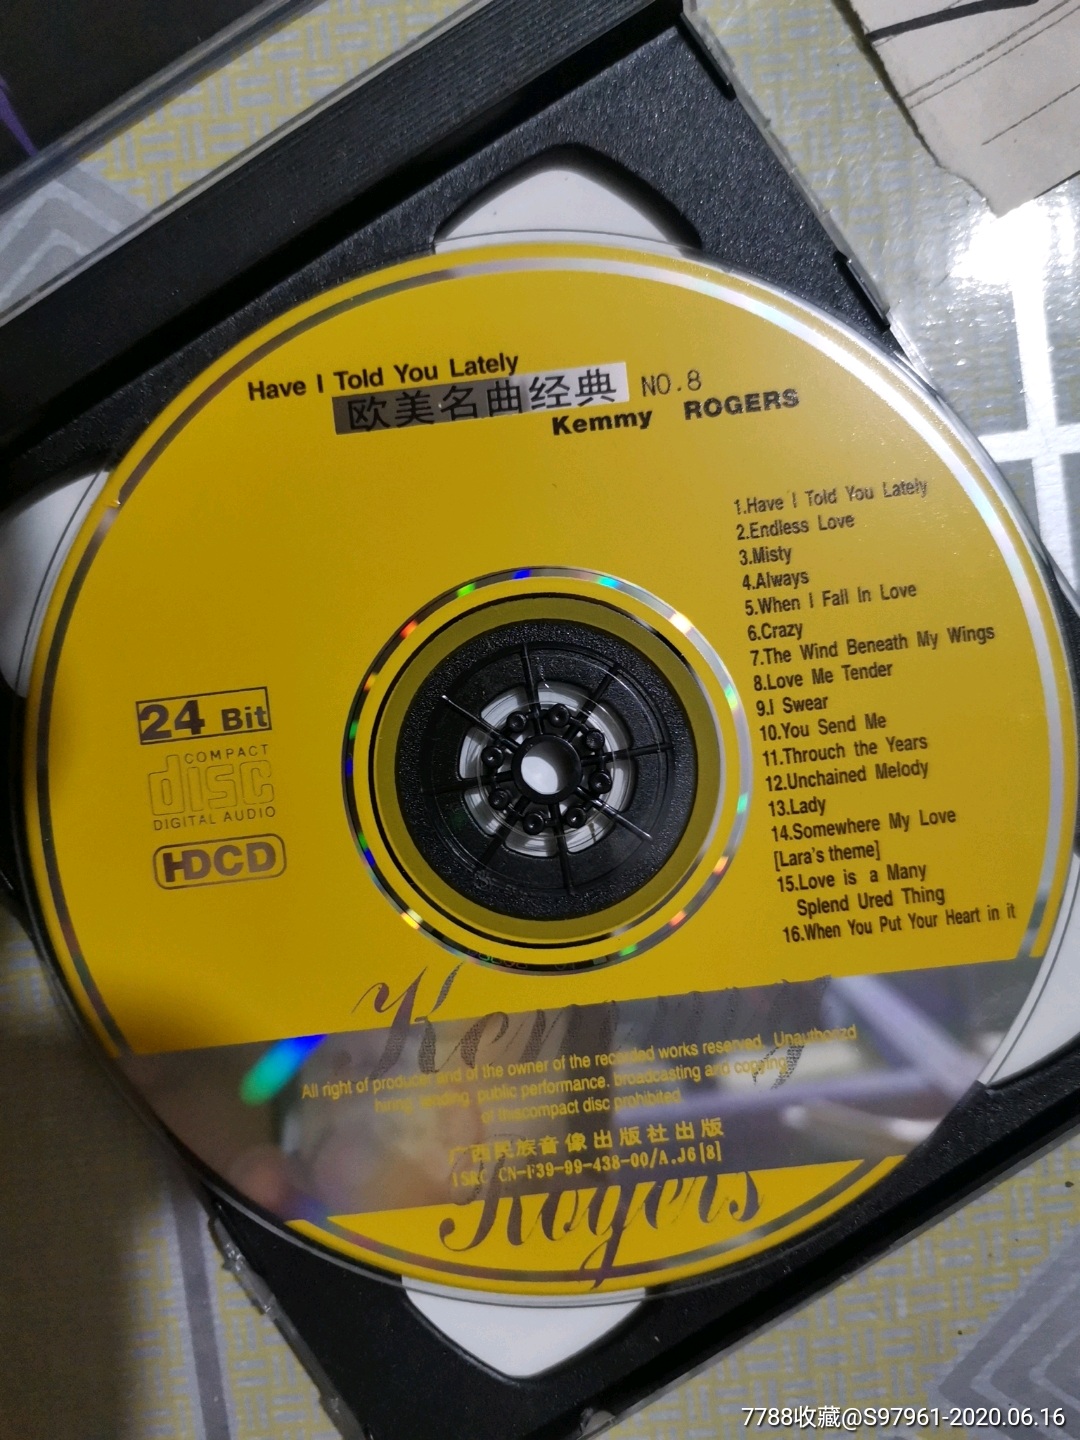 Have I Told You Lately
欧美名曲经典 NO.8
Kemmy ROGERS
1.Have I Told You Lately
2.Endless Love
3.Misty
4.Always
5.When I Fall In Love
6.Crazy
7.The Wind Beneath My Wings
8.Love Me Tender
9.I Swear
10.You Send Me
11.Throuch the Years
12.Unchained Melody
13.Lady
14.Somewhere My Love
[Lara's theme]
15.Love is a Many
Splend Ured Thing
16.When You Put Your Heart in it
24 Bit
COMPACT
disc
DIGITAL AUDIO
HDCD
Kemmy
All right of producer and of the owner of the recorded works reserved. Unauthorizd
hiring, lending, public performance. broadcasting and copying
of thiscompact disc prohibited
广西民族音像出版社出版
ISRC CN-F39-99-438-00/A.J6[8]
Rogers
7788收藏@S97961-2020.06.16